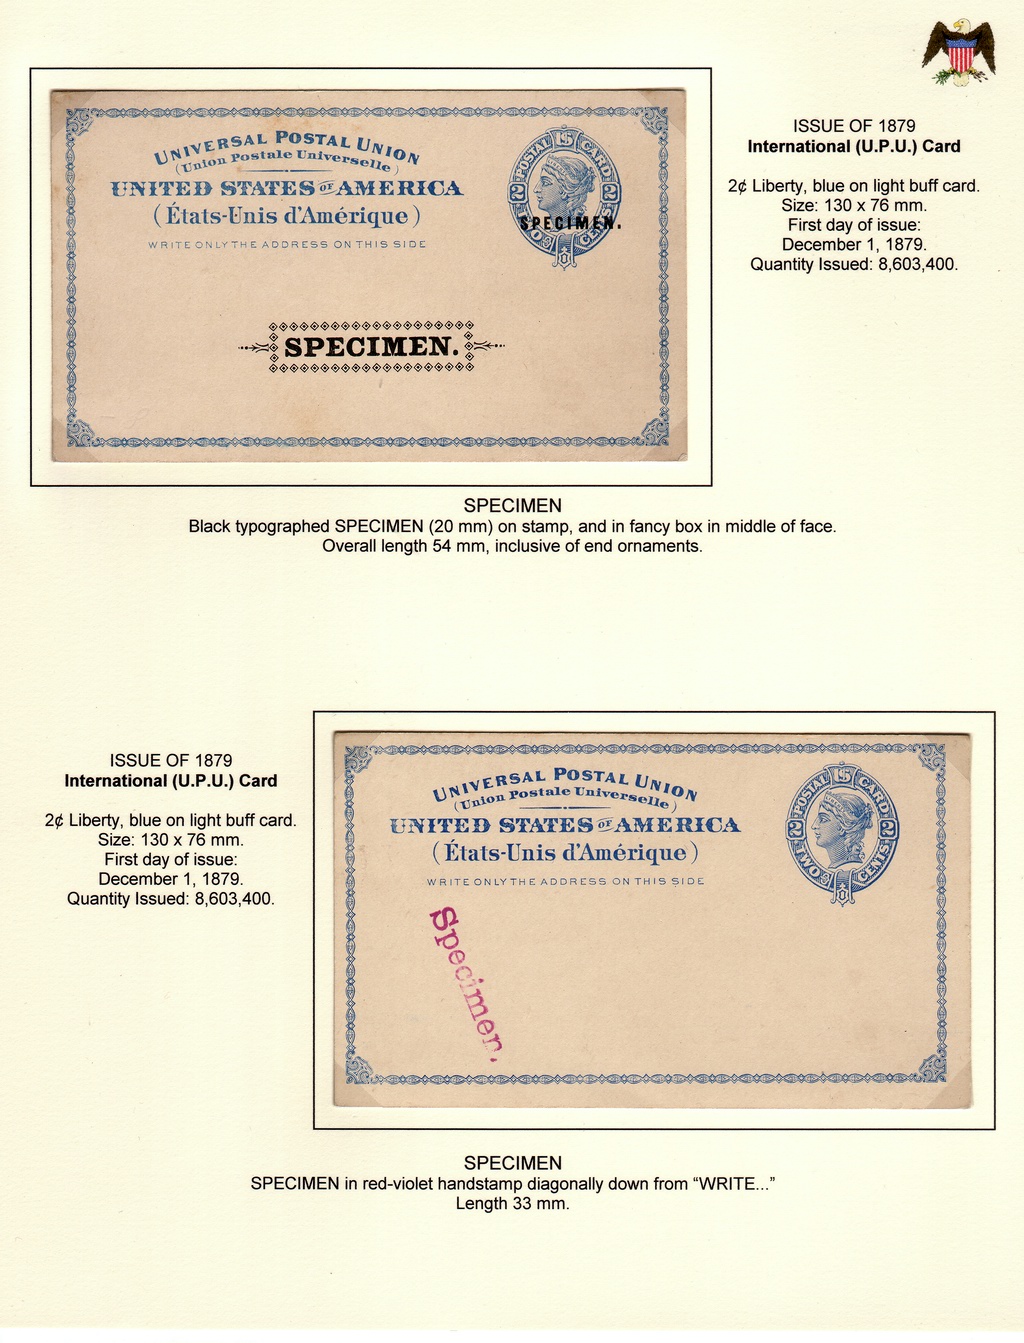 ISSUE OF 1879
International (U.P.U.) Card
2¢ Liberty, blue on light buff card.
Size: 130 x 76 mm.
First day of issue:
December 1, 1879.
Quantity Issued: 8,603,400.
UNIVERSAL POSTAL UNION
(Union Postale Universelle)
UNITED STATES OF AMERICA
(États-Unis d'Amérique)
WRITE ONLY THE ADDRESS ON THIS SIDE
POSTAL CARD
2 2
TWO CENTS
SPECIMEN.
SPECIMEN.
SPECIMEN
Black typographed SPECIMEN (20 mm) on stamp, and in fancy box in middle of face.
Overall length 54 mm, inclusive of end ornaments.
ISSUE OF 1879
International (U.P.U.) Card
2¢ Liberty, blue on light buff card.
Size: 130 x 76 mm.
First day of issue:
December 1, 1879.
Quantity Issued: 8,603,400.
UNIVERSAL POSTAL UNION
(Union Postale Universelle)
UNITED STATES OF AMERICA
(États-Unis d'Amérique)
WRITE ONLY THE ADDRESS ON THIS SIDE
POSTAL CARD
2 2
TWO CENTS
Specimen.
SPECIMEN
SPECIMEN in red-violet handstamp diagonally down from “WRITE...”
Length 33 mm.